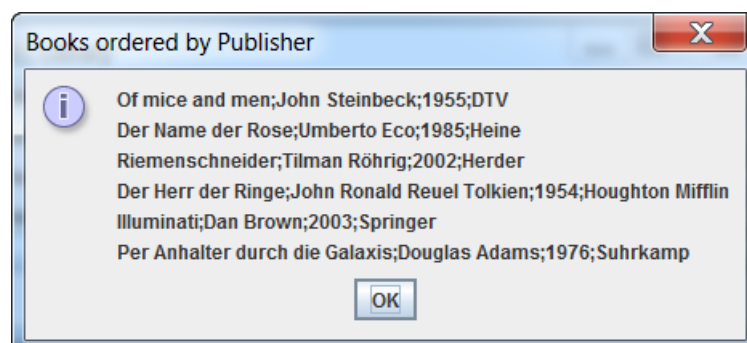 Books ordered by Publisher
Of mice and men;John Steinbeck;1955;DTV
Der Name der Rose;Umberto Eco;1985;Heine
Riemenschneider;Tilman Röhrig;2002;Herder
Der Herr der Ringe;John Ronald Reuel Tolkien;1954;Houghton Mifflin
Illuminati;Dan Brown;2003;Springer
Per Anhalter durch die Galaxis;Douglas Adams;1976;Suhrkamp
OK